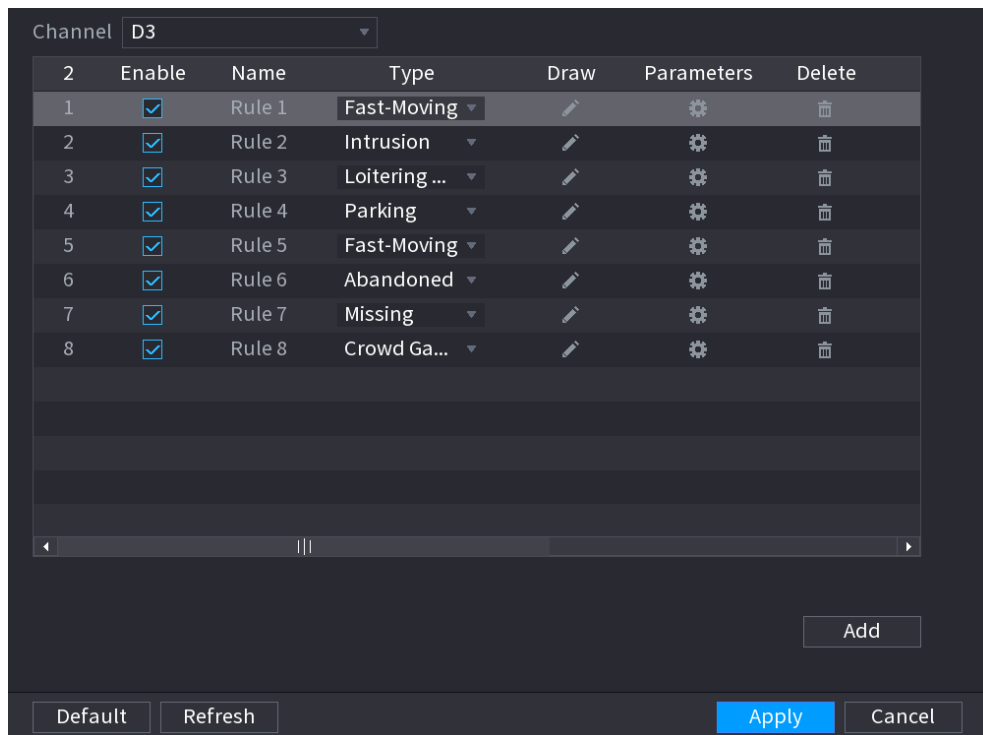 Channel D3
2 Enable Name Type Draw Parameters Delete
1 Rule 1 Fast-Moving
2 Rule 2 Intrusion
3 Rule 3 Loitering ...
4 Rule 4 Parking
5 Rule 5 Fast-Moving
6 Rule 6 Abandoned
7 Rule 7 Missing
8 Rule 8 Crowd Ga...
Add
Default Refresh Apply Cancel